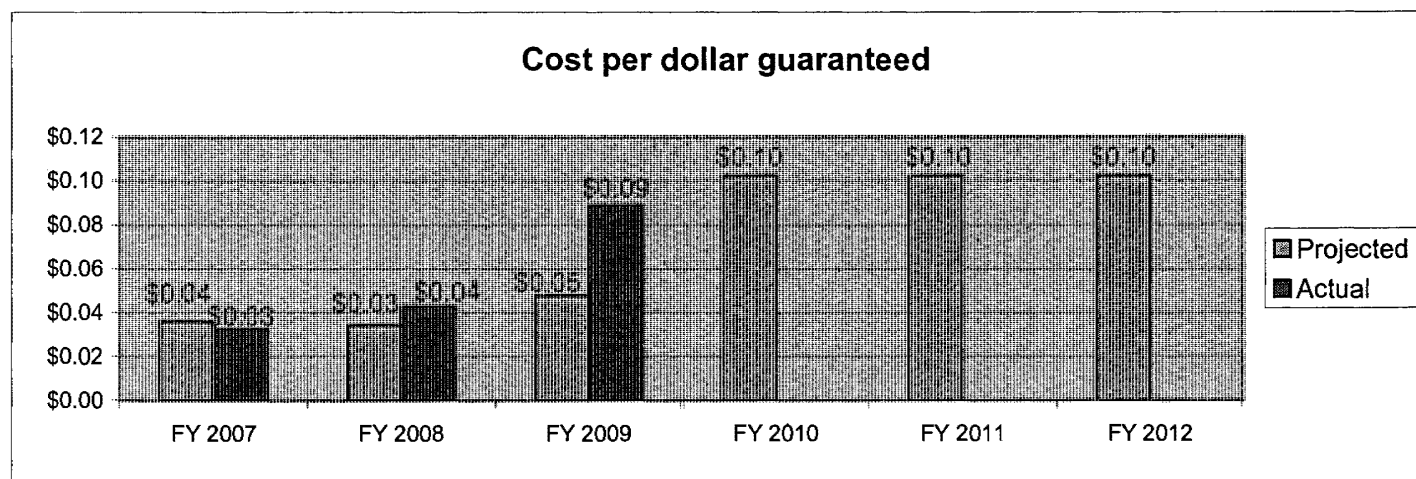 Cost per dollar guaranteed
$0.12
$0.10
$0.08
$0.06
$0.04
$0.02
$0.00
$0.04
$0.03
$0.03
$0.04
$0.05
$0.09
$0.10
$0.10
$0.10
FY 2007
FY 2008
FY 2009
FY 2010
FY 2011
FY 2012
Projected
Actual